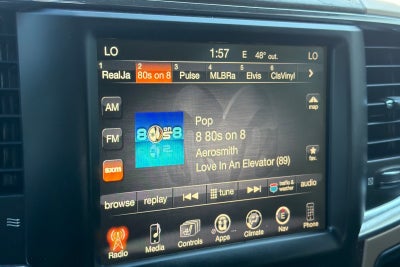 LO 1:57 E 48° out. LO
1 RealJa 2 80s on 8 3 Pulse 4 MLBRa 5 Elvis 6 ClsVinyl
AM
FM
Pop
8 80s on 8
Aerosmith
Love In An Elevator (89)
map
fav.
browse replay tune traffic & weather audio
Radio Media Controls Apps Climate Nav Phone